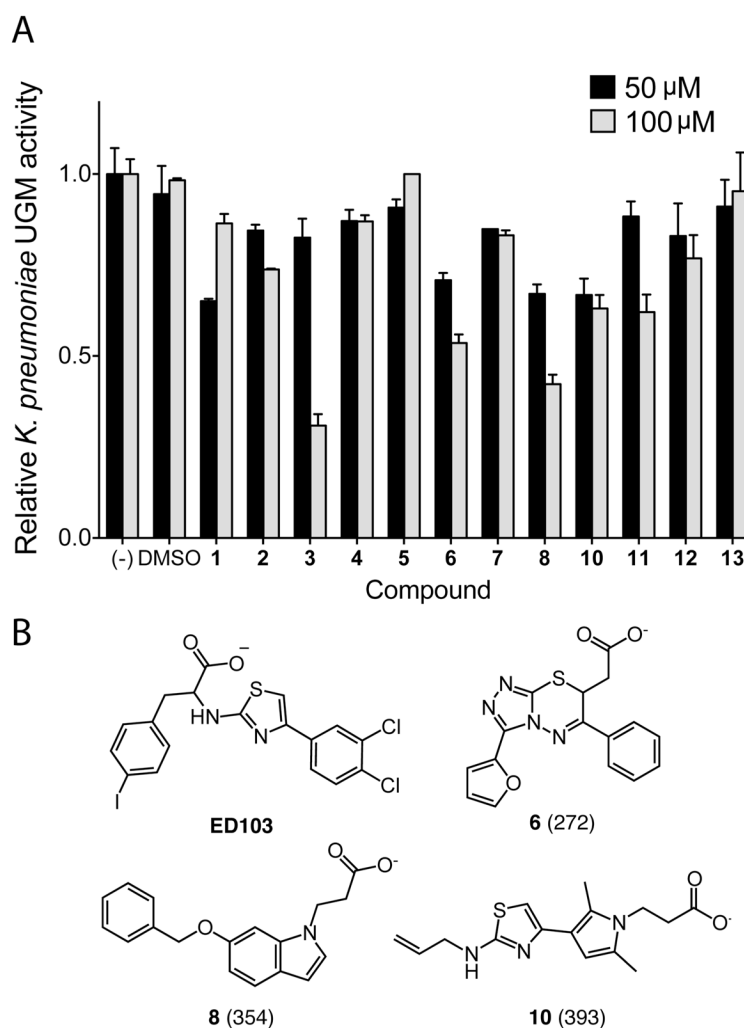 A
50 µM
100 µM
Relative K. pneumoniae UGM activity
1.0
0.5
0.0
(-) DMSO 1 2 3 4 5 6 7 8 10 11 12 13
Compound
B
O
O⁻
HN
S
N
Cl
Cl
I
ED103
O
O⁻
S
N
N
N
N
O
6 (272)
O
O⁻
O
N
8 (354)
S
N
N
H
N
O
O⁻
10 (393)